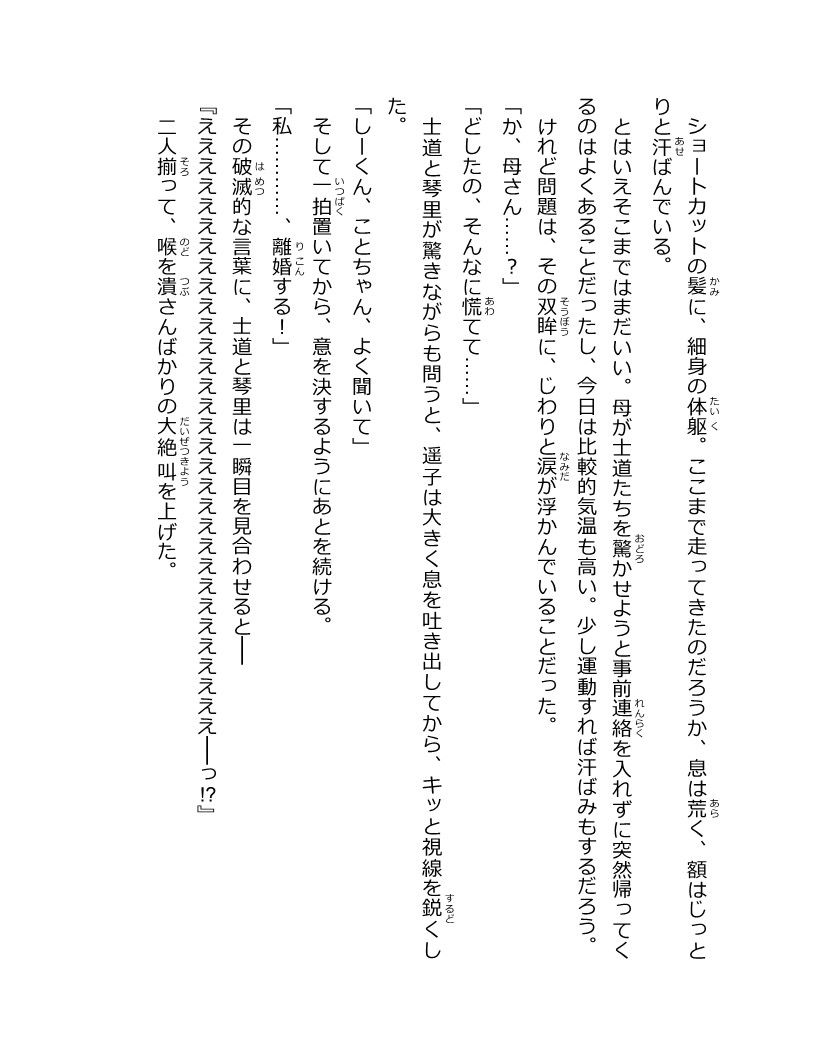 ショートカットの髪に、細身の体躯。ここまで走ってきたのだろうか、息は荒く、額はじっと
りと汗ばんでいる。
とはいえそこまではまだいい。母が士道たちを驚かせようと事前連絡を入れずに突然帰ってく
るのはよくあることだったし、今日は比較的気温も高い。少し運動すれば汗ばみもするだろう。
けれど問題は、その双眸に、じわりと涙が浮かんでいることだった。
「か、母さん……？」
「どしたの、そんなに慌てて……」
士道と琴里が驚きながらも問うと、遥子は大きく息を吐き出してから、キッと視線を鋭くし
た。
「しーくん、ことちゃん、よく聞いて」
そして一拍置いてから、意を決するようにあとを続ける。
「私…………、離婚する！」
その破滅的な言葉に、士道と琴里は一瞬目を見合わせると――
『えええええええええええええええええええええええええええええええ――っ!?』
二人揃って、喉を潰さんばかりの大絶叫を上げた。